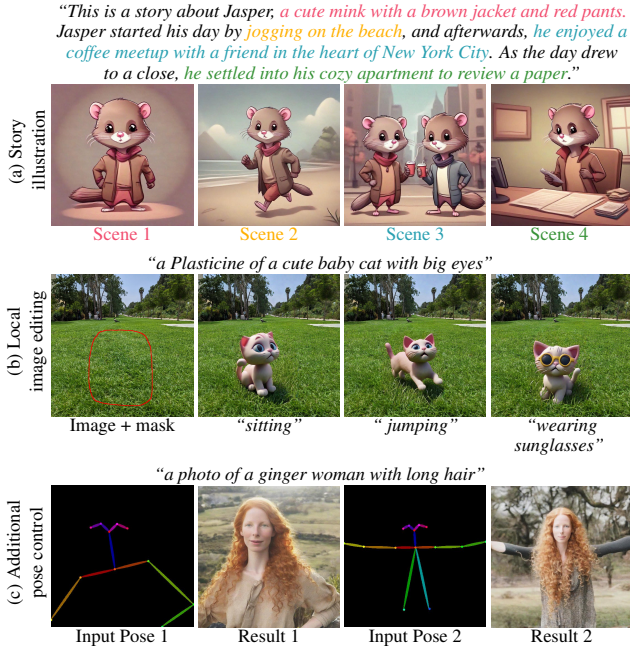 “This is a story about Jasper, a cute mink with a brown jacket and red pants.
Jasper started his day by jogging on the beach, and afterwards, he enjoyed a
coffee meetup with a friend in the heart of New York City. As the day drew
to a close, he settled into his cozy apartment to review a paper.”
(a) Story
illustration
Scene 1 Scene 2 Scene 3 Scene 4
“a Plasticine of a cute baby cat with big eyes”
(b) Local
image editing
Image + mask “sitting” “ jumping” “wearing
sunglasses”
“a photo of a ginger woman with long hair”
(c) Additional
pose control
Input Pose 1 Result 1 Input Pose 2 Result 2